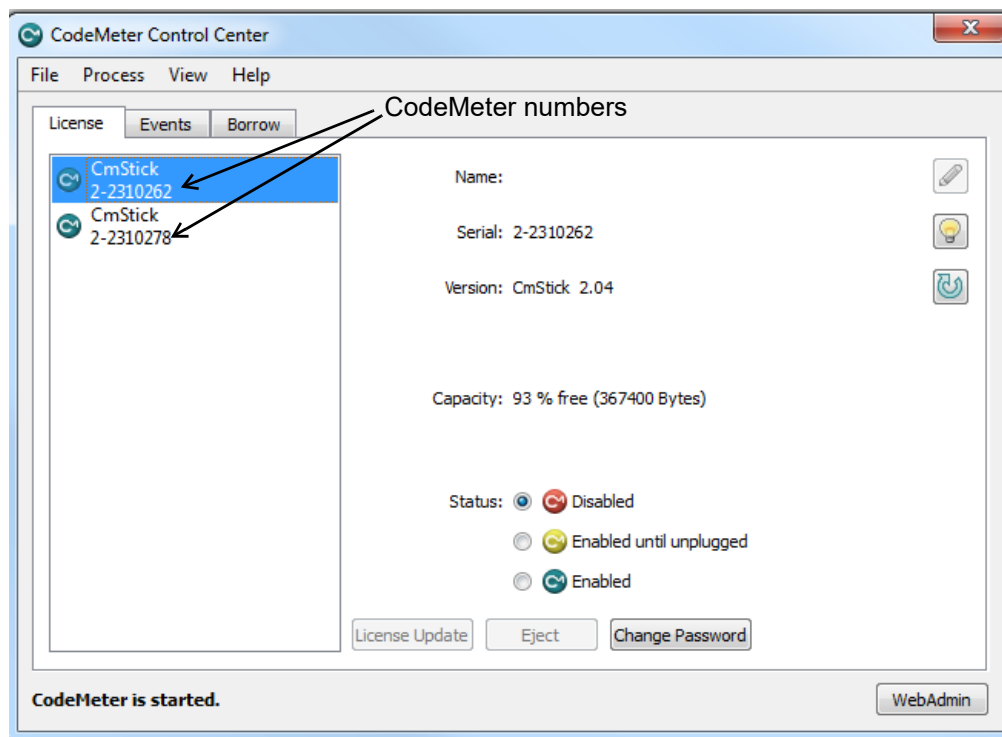 CodeMeter Control Center
File Process View Help
CodeMeter numbers
License Events Borrow
CmStick
2-2310262
CmStick
2-2310278
Name:
Serial: 2-2310262
Version: CmStick 2.04
Capacity: 93 % free (367400 Bytes)
Status: Disabled
Enabled until unplugged
Enabled
License Update Eject Change Password
CodeMeter is started.
WebAdmin